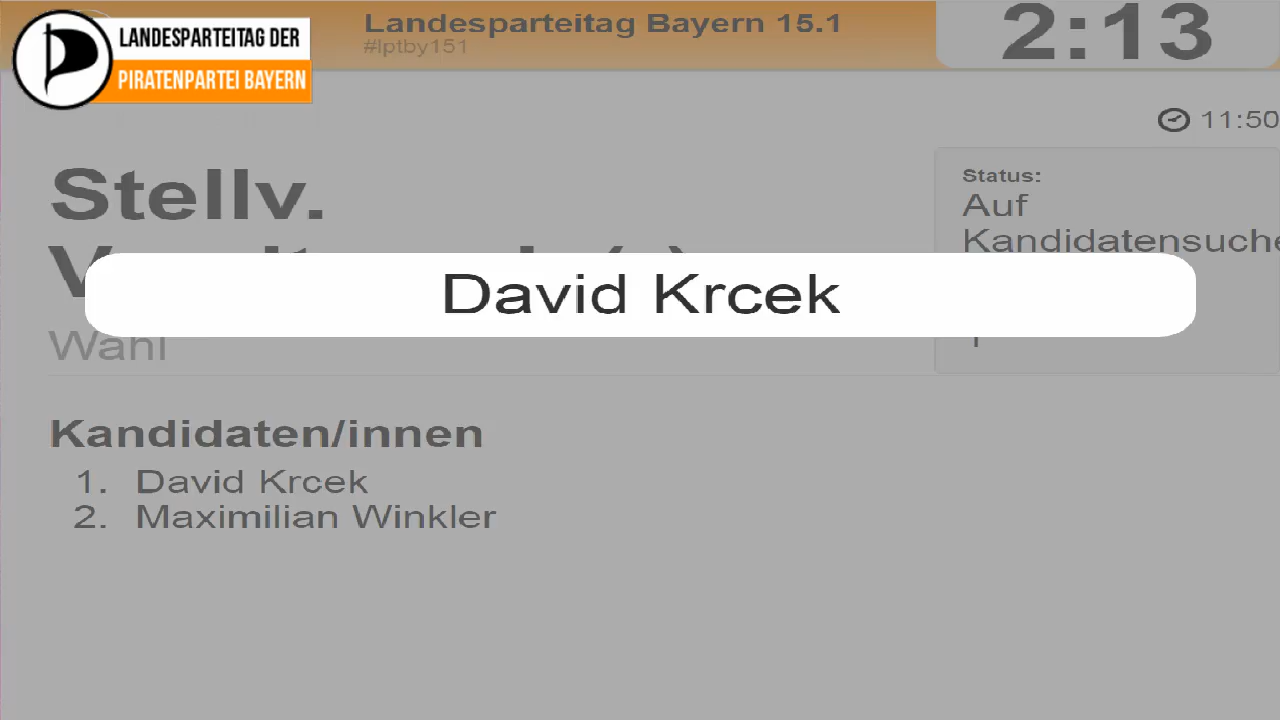 LANDESPARTEITAG DER
PIRATENPARTEI BAYERN
Landesparteitag Bayern 15.1
#lptby151
2:13
11:50
Stellv.
Status:
Auf
Kandidatensuche
David Krcek
Wahl
Kandidaten/innen
1. David Krcek
2. Maximilian Winkler